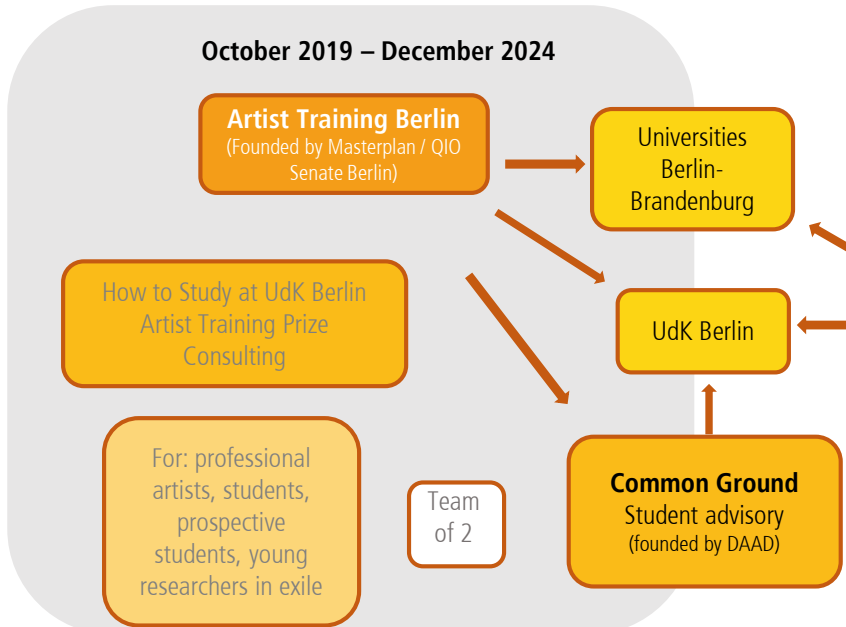 October 2019 – December 2024
Artist Training Berlin
(Founded by Masterplan / QIO
Senate Berlin)
Universities
Berlin-
Brandenburg
How to Study at UdK Berlin
Artist Training Prize
Consulting
UdK Berlin
For: professional
artists, students,
prospective
students, young
researchers in exile
Team
of 2
Common Ground
Student advisory
(founded by DAAD)